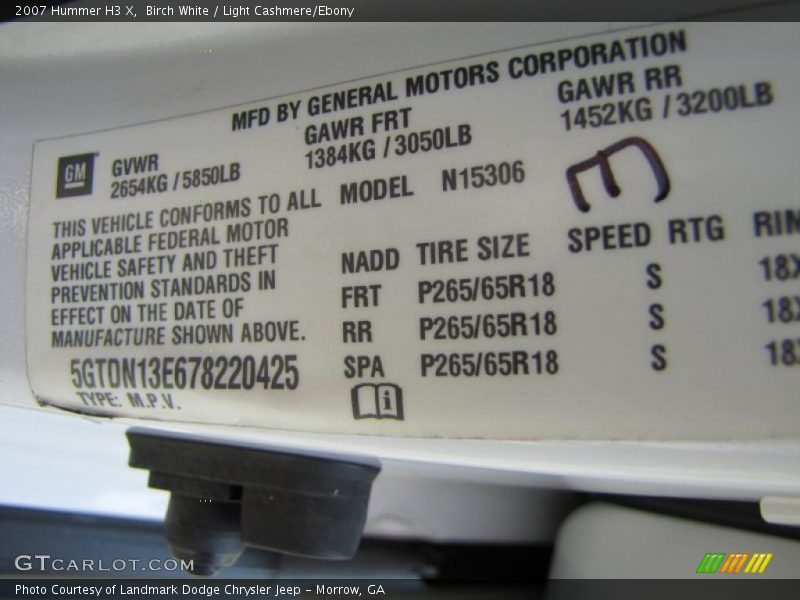 2007 Hummer H3 X, Birch White / Light Cashmere/Ebony
MFD BY GENERAL MOTORS CORPORATION
GM
GVWR
2654KG / 5850LB
GAWR FRT
1384KG / 3050LB
GAWR RR
1452KG / 3200LB
THIS VEHICLE CONFORMS TO ALL
APPLICABLE FEDERAL MOTOR
VEHICLE SAFETY AND THEFT
PREVENTION STANDARDS IN
EFFECT ON THE DATE OF
MANUFACTURE SHOWN ABOVE.
5GTDN13E678220425
TYPE: M.P.V.
MODEL N15306
E
NADD TIRE SIZE SPEED RTG RIN
FRT P265/65R18 S 18X
RR P265/65R18 S 18X
SPA P265/65R18 S 18X
i
GTCARLOT.COM
Photo Courtesy of Landmark Dodge Chrysler Jeep - Morrow, GA